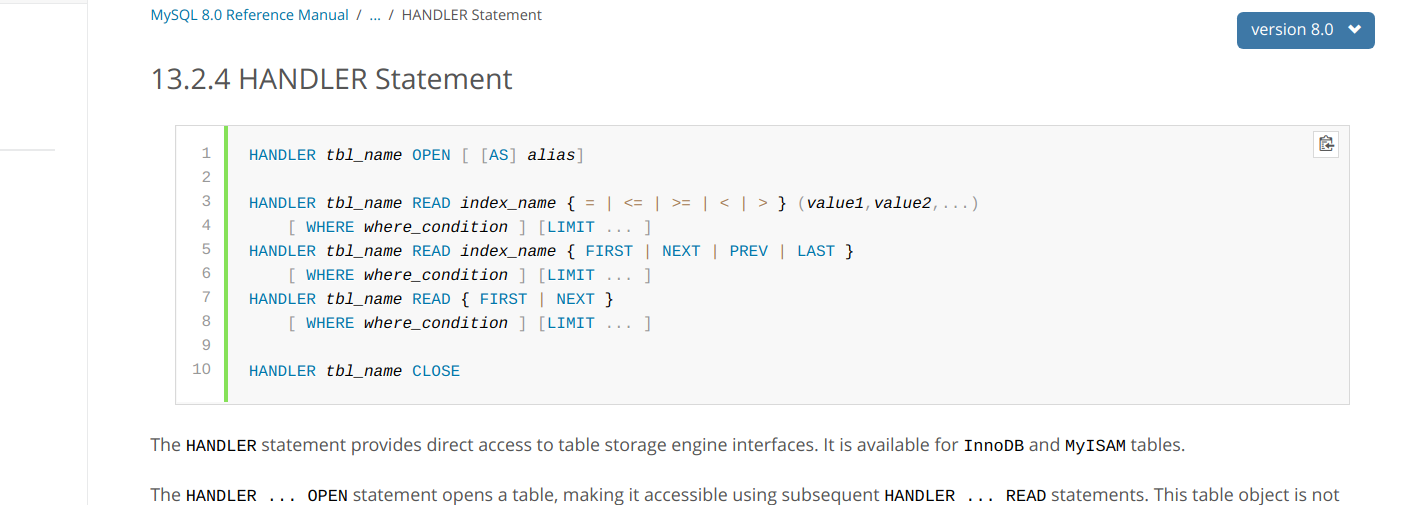 MySQL 8.0 Reference Manual / ... / HANDLER Statement
version 8.0
13.2.4 HANDLER Statement
1 HANDLER tbl_name OPEN [ [AS] alias]
2
3 HANDLER tbl_name READ index_name { = | <= | >= | < | > } (value1,value2,...)
4     [ WHERE where_condition ] [LIMIT ... ]
5 HANDLER tbl_name READ index_name { FIRST | NEXT | PREV | LAST }
6     [ WHERE where_condition ] [LIMIT ... ]
7 HANDLER tbl_name READ { FIRST | NEXT }
8     [ WHERE where_condition ] [LIMIT ... ]
9
10 HANDLER tbl_name CLOSE
The HANDLER statement provides direct access to table storage engine interfaces. It is available for InnoDB and MyISAM tables.
The HANDLER ... OPEN statement opens a table, making it accessible using subsequent HANDLER ... READ statements. This table object is not